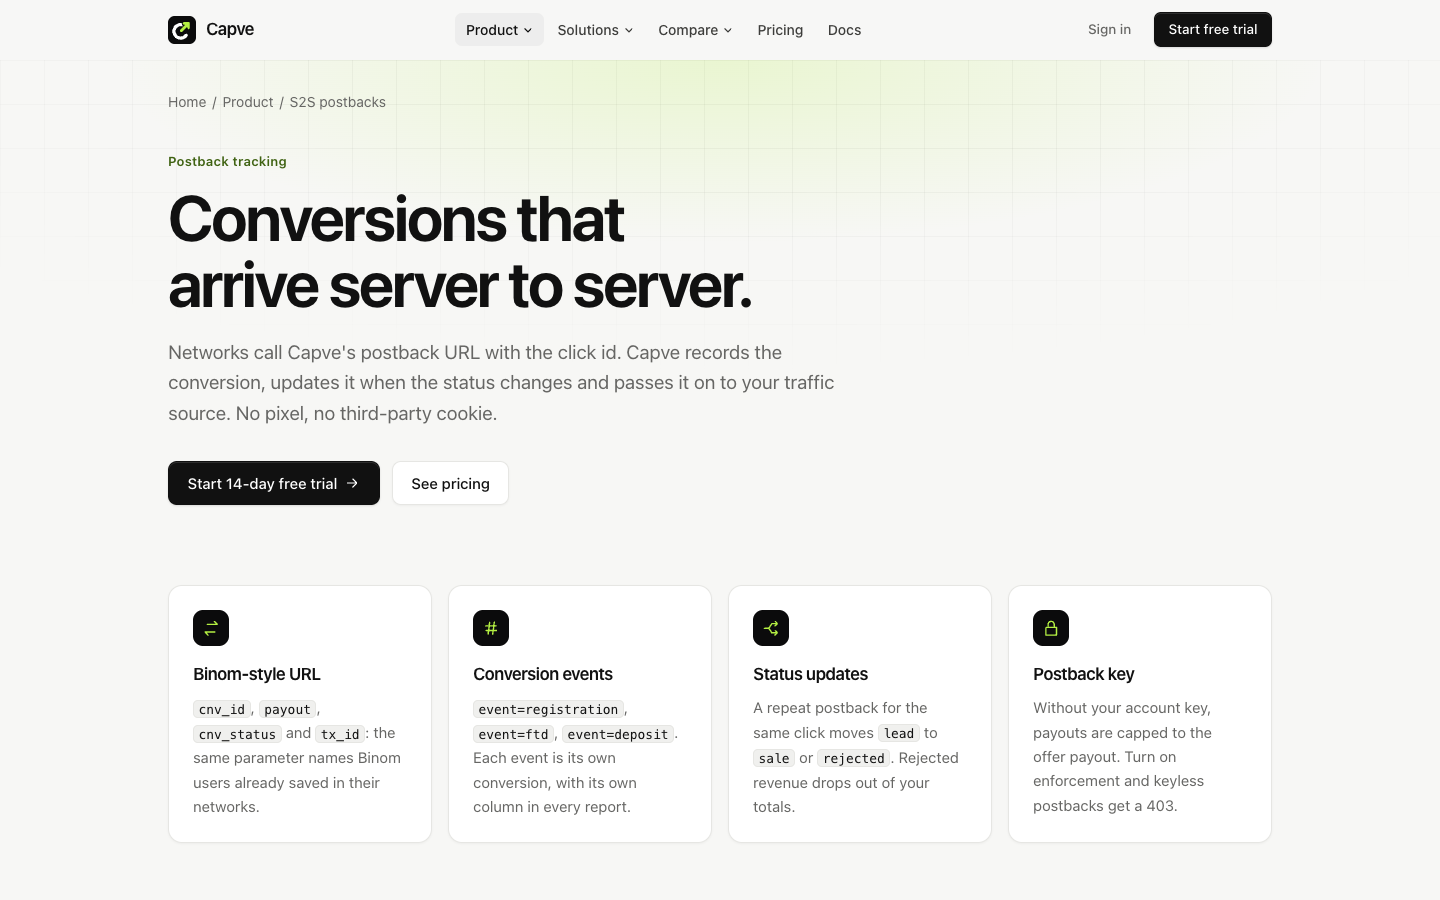 Capve
Product
Solutions
Compare
Pricing
Docs
Sign in
Start free trial
Home / Product / S2S postbacks
Postback tracking
Conversions that
arrive server to server.
Networks call Capve's postback URL with the click id. Capve records the
conversion, updates it when the status changes and passes it on to your traffic
source. No pixel, no third-party cookie.
Start 14-day free trial →
See pricing
Binom-style URL
cnv_id, payout,
cnv_status and tx_id: the
same parameter names Binom
users already saved in their
networks.
Conversion events
event=registration,
event=ftd, event=deposit.
Each event is its own
conversion, with its own
column in every report.
Status updates
A repeat postback for the
same click moves lead to
sale or rejected. Rejected
revenue drops out of your
totals.
Postback key
Without your account key,
payouts are capped to the
offer payout. Turn on
enforcement and keyless
postbacks get a 403.